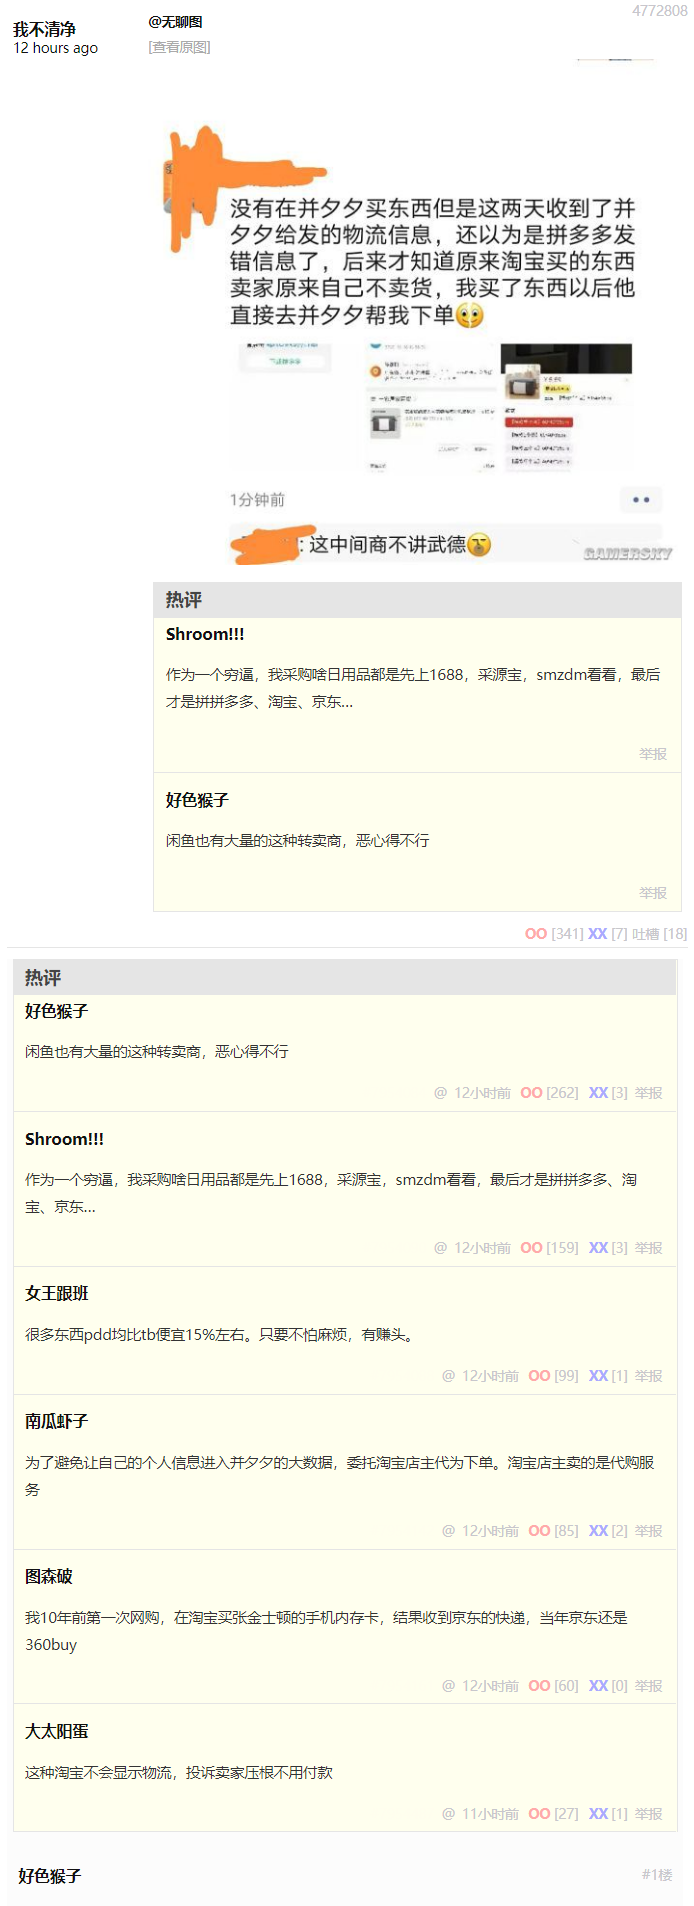 我不清净
12 hours ago
@无聊图
[查看原图]
4772808
没有在并夕夕买东西但是这两天收到了并
夕夕给发的物流信息，还以为是拼多多发
错信息了，后来才知道原来淘宝买的东西
卖家原来自己不卖货，我买了东西以后他
直接去并夕夕帮我下单
1分钟前
: 这中间商不讲武德
GAMERSKY
热评
Shroom!!!
作为一个穷逼，我采购啥日用品都是先上1688，采源宝，smzdm看看，最后
才是拼拼多多、淘宝、京东...
举报
好色猴子
闲鱼也有大量的这种转卖商，恶心得不行
举报
OO [341] XX [7] 吐槽 [18]
热评
好色猴子
闲鱼也有大量的这种转卖商，恶心得不行
@ 12小时前 OO [262] XX [3] 举报
Shroom!!!
作为一个穷逼，我采购啥日用品都是先上1688，采源宝，smzdm看看，最后才是拼拼多多、淘
宝、京东...
@ 12小时前 OO [159] XX [3] 举报
女王跟班
很多东西pdd均比tb便宜15%左右。只要不怕麻烦，有赚头。
@ 12小时前 OO [99] XX [1] 举报
南瓜虾子
为了避免让自己的个人信息进入并夕夕的大数据，委托淘宝店主代为下单。淘宝店主卖的是代购服
务
@ 12小时前 OO [85] XX [2] 举报
图森破
我10年前第一次网购，在淘宝买张金士顿的手机内存卡，结果收到京东的快递，当年京东还是
360buy
@ 12小时前 OO [60] XX [0] 举报
大太阳蛋
这种淘宝不会显示物流，投诉卖家压根不用付款
@ 11小时前 OO [27] XX [1] 举报
好色猴子
#1楼